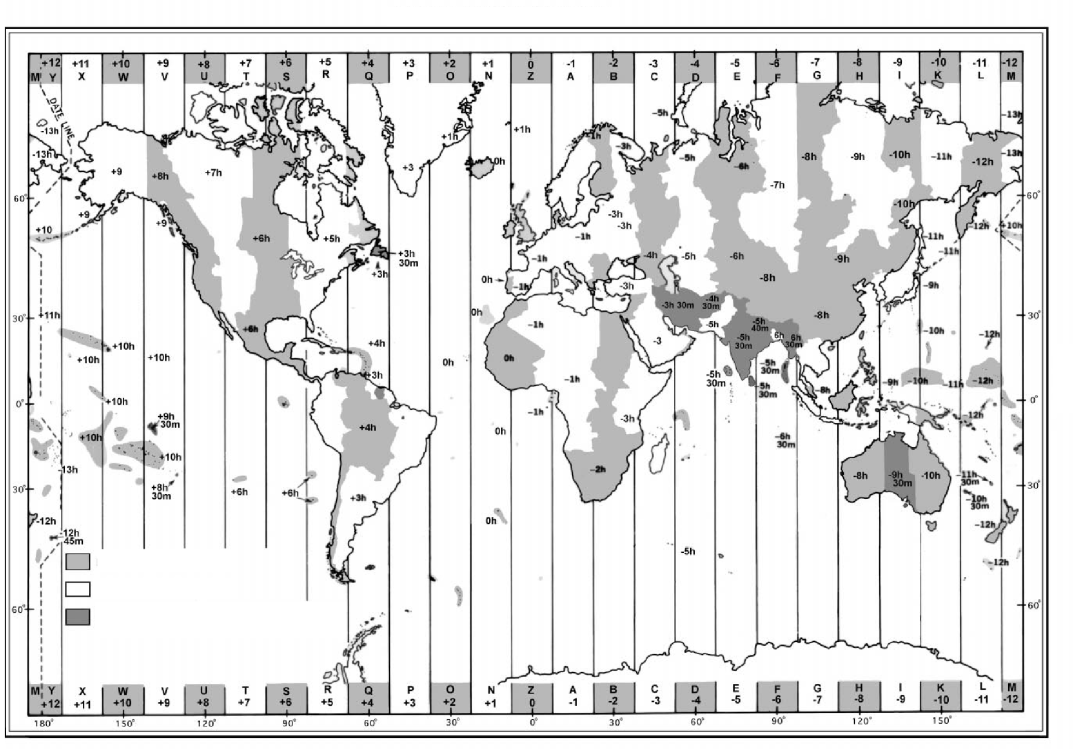 +12 +11 +10 +9 +8 +7 +6 +5 +4 +3 +2 +1 0 -1 -2 -3 -4 -5 -6 -7 -8 -9 -10 -11 -12
M Y X W V U T S R Q P O N Z A B C D E F G H I K L M
DATE LINE
-13h
-13h
+9
+8h
+7h
+9
+9
+10
+6h
+5h
+3
+1h
0h
+1h
+3h
30m
+3h
60°
-1h
-3h
-5h
-5h
-6h
-7h
-8h
-9h
-10h
-11h
-12h
-13h
-13h
-3h
-3h
-1h
-1h
-4h
-5h
-6h
-8h
-9h
-10h
-11h
-11h
-12h
+10h
60°
0h
-1h
-3h
-3h 30m
-4h
30m
-5h
-5h
40m
-5h
30m
6h
6h
30m
-8h
-9h
30°
+11h
+10h
+10h
+10h
+6h
+4h
+3h
0h
0h
-1h
0h
-3
-1h
-5h
30m
-5h
30m
-5h
30m
-8h
-9h
-10h
-10h
-11h
-12h
-12h
30°
0°
+10h
+9h
30m
+10h
+10h
+4h
0h
-1h
-3h
-6h
30m
-12h
0°
-13h
+8h
30m
+6h
+6h
+3h
0h
-2h
-8h
-9h
30m
-10h
-11h
30m
-10h
30m
-12h
-12h
30°
30°
-12h
-12h
45m
-5h
60°
60°
M Y X W V U T S R Q P O N Z A B C D E F G H I K L M
+12 +11 +10 +9 +8 +7 +6 +5 +4 +3 +2 +1 0 -1 -2 -3 -4 -5 -6 -7 -8 -9 -10 -11 -12
180° 150° 120° 90° 60° 30° 0° 30° 60° 90° 120° 150°